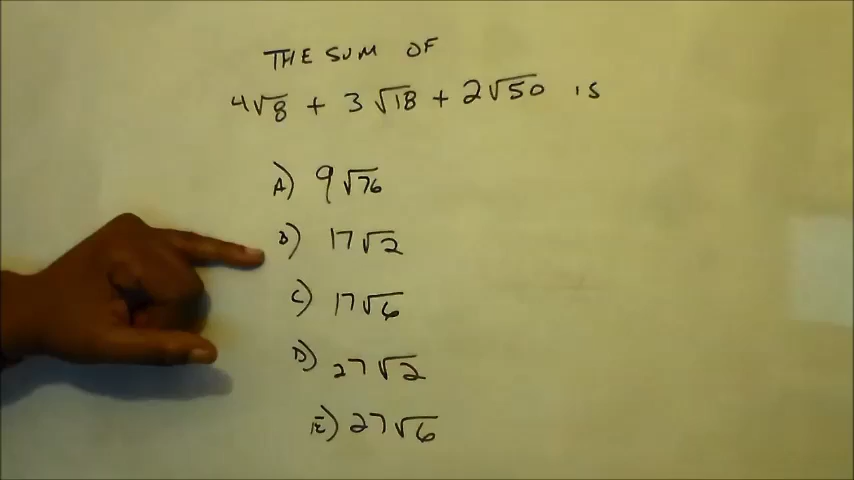 THE SUM OF
4√8 + 3√18 + 2√50 is
A) 9√76
B) 17√2
C) 17√6
D) 27√2
E) 27√6